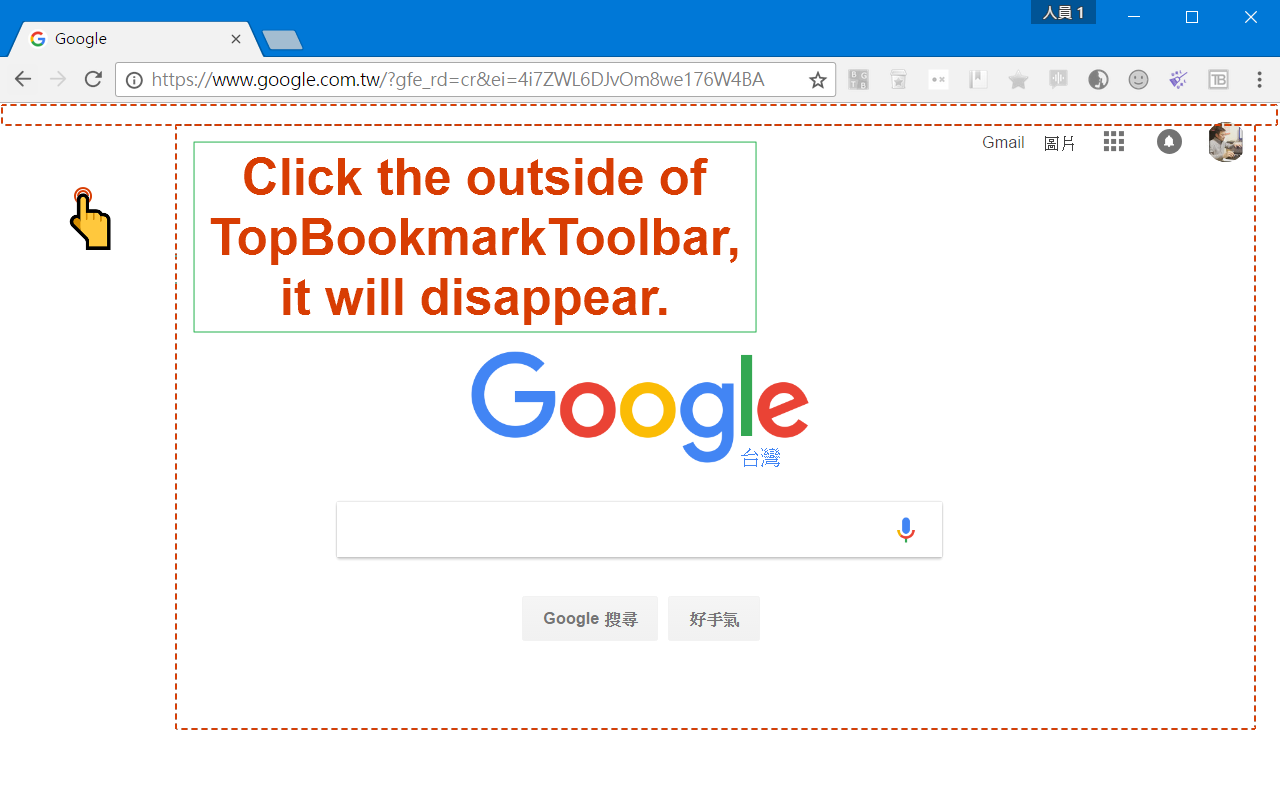 人員 1
Google
https://www.google.com.tw/?gfe_rd=cr&ei=4i7ZWL6DJvOm8we176W4BA
Gmail 圖片
Click the outside of
TopBookmarkToolbar,
it will disappear.
Google
台灣
Google 搜尋 好手氣